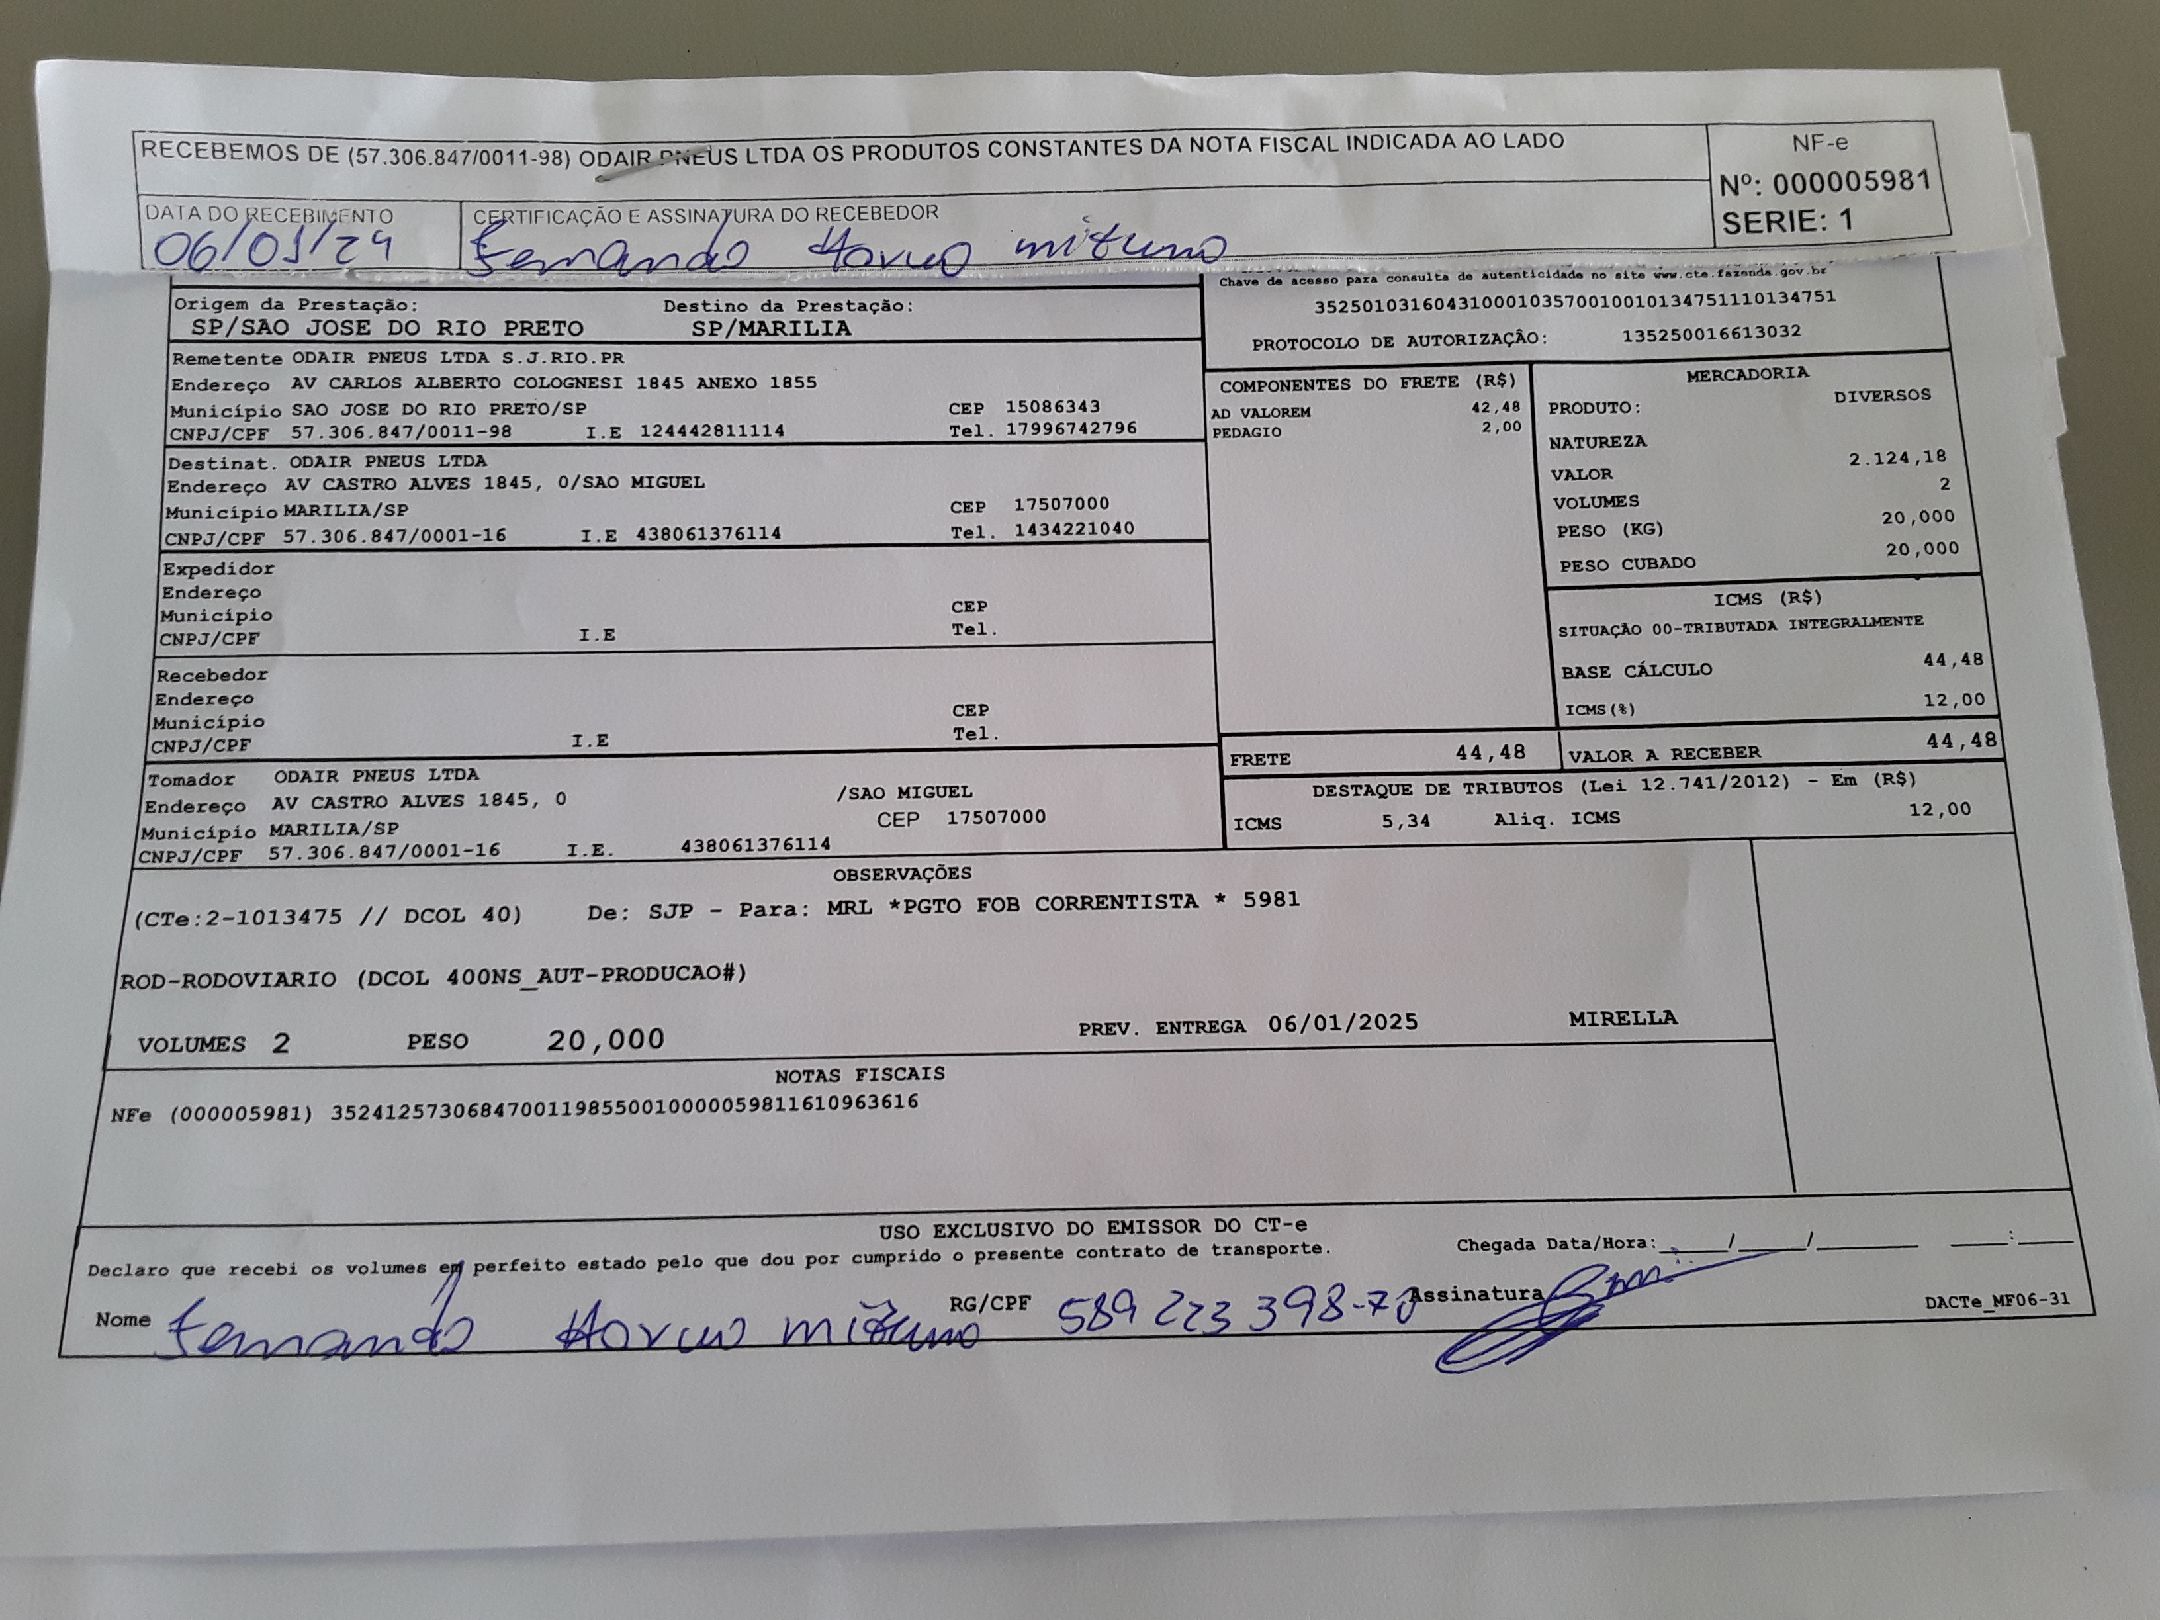 RECEBEMOS DE (57.306.847/0011-98) ODAIR PNEUS LTDA OS PRODUTOS CONSTANTES DA NOTA FISCAL INDICADA AO LADO
NF-e
Nº: 000005981
SERIE: 1
DATA DO RECEBIMENTO
06/01/24
CERTIFICAÇÃO E ASSINATURA DO RECEBEDOR
Fernando mizuno
Chave de acesso para consulta de autenticidade no site www.cte.fazenda.gov.br
35250103160431000103570010010134751110134751
PROTOCOLO DE AUTORIZAÇÃO: 135250016613032
Origem da Prestação: Destino da Prestação:
SP/SAO JOSE DO RIO PRETO SP/MARILIA
Remetente ODAIR PNEUS LTDA S.J.RIO.PR
Endereço AV CARLOS ALBERTO COLOGNESI 1845 ANEXO 1855
Município SAO JOSE DO RIO PRETO/SP CEP 15086343
CNPJ/CPF 57.306.847/0011-98 I.E 124442811114 Tel. 17996742796
Destinat. ODAIR PNEUS LTDA
Endereço AV CASTRO ALVES 1845, 0/SAO MIGUEL
Município MARILIA/SP CEP 17507000
CNPJ/CPF 57.306.847/0001-16 I.E 438061376114 Tel. 1434221040
Expedidor
Endereço
Município CEP
CNPJ/CPF I.E Tel.
Recebedor
Endereço
Município CEP
CNPJ/CPF I.E Tel.
Tomador ODAIR PNEUS LTDA
Endereço AV CASTRO ALVES 1845, 0 /SAO MIGUEL
Município MARILIA/SP CEP 17507000
CNPJ/CPF 57.306.847/0001-16 I.E. 438061376114
COMPONENTES DO FRETE (R$)
AD VALOREM 42,48
PEDAGIO 2,00
MERCADORIA
PRODUTO: DIVERSOS
NATUREZA
VALOR 2.124,18
VOLUMES 2
PESO (KG) 20,000
PESO CUBADO 20,000
ICMS (R$)
SITUAÇÃO 00-TRIBUTADA INTEGRALMENTE
BASE CÁLCULO 44,48
ICMS(%) 12,00
FRETE 44,48 VALOR A RECEBER 44,48
DESTAQUE DE TRIBUTOS (Lei 12.741/2012) - Em (R$)
ICMS 5,34 Aliq. ICMS 12,00
OBSERVAÇÕES
(CTe:2-1013475 // DCOL 40) De: SJP - Para: MRL *PGTO FOB CORRENTISTA * 5981
ROD-RODOVIARIO (DCOL 400NS_AUT-PRODUCAO#)
VOLUMES 2 PESO 20,000 PREV. ENTREGA 06/01/2025 MIRELLA
NOTAS FISCAIS
NFe (000005981) 35241257306847001198550010000059811610963616
USO EXCLUSIVO DO EMISSOR DO CT-e
Declaro que recebi os volumes em perfeito estado pelo que dou por cumprido o presente contrato de transporte.
Chegada Data/Hora:____/____/______ ____:____
Nome Fernando mizuno RG/CPF 589 223 398-70 Assinatura
DACTe_MF06-31